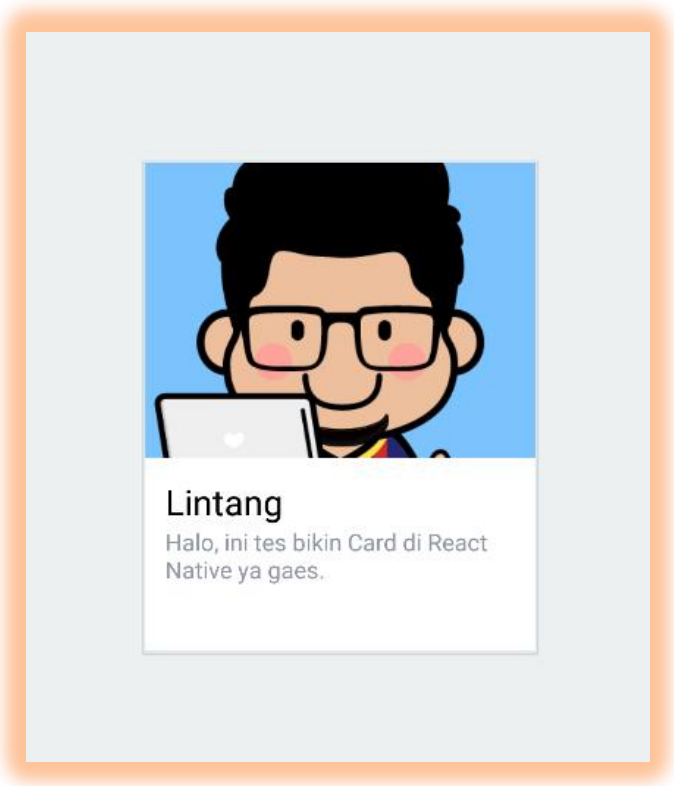 Lintang
Halo, ini tes bikin Card di React
Native ya gaes.